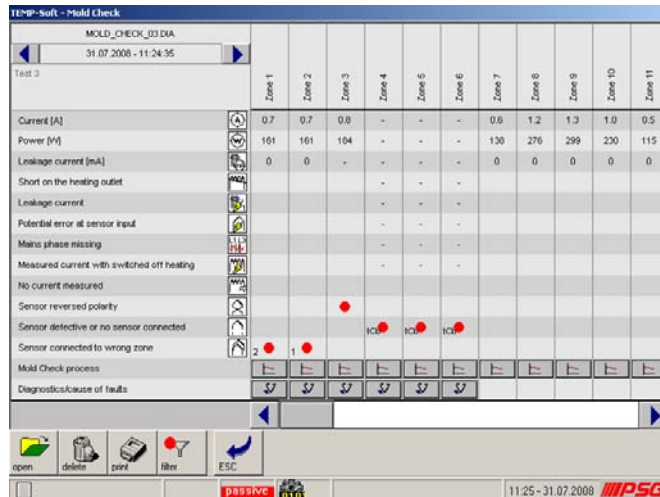 TEMP-Soft - Mold Check
MOLD_CHECK_03.DIA
31.07.2008 - 11:24:35
Test 3
Zone 1 Zone 2 Zone 3 Zone 4 Zone 5 Zone 6 Zone 7 Zone 8 Zone 9 Zone 10 Zone 11
Current [A] 0.7 0.7 0.8 - - - 0.6 1.2 1.3 1.0 0.5
Power [W] 161 161 184 - - - 138 276 299 230 115
Leakage current [mA] 0 0 - - - - 0 0 0 0 0
Short on the heating outlet - - -
Leakage current - - -
Potential error at sensor input - - -
Mains phase missing - - -
Measured current with switched off heating - - -
No current measured
Sensor reversed polarity
Sensor detective or no sensor connected tCB tCB tCB
Sensor connected to wrong zone 2 1
Mold Check process
Diagnostics/cause of faults
open delete print filter ESC
passive 11:25 - 31.07.2008 PSG